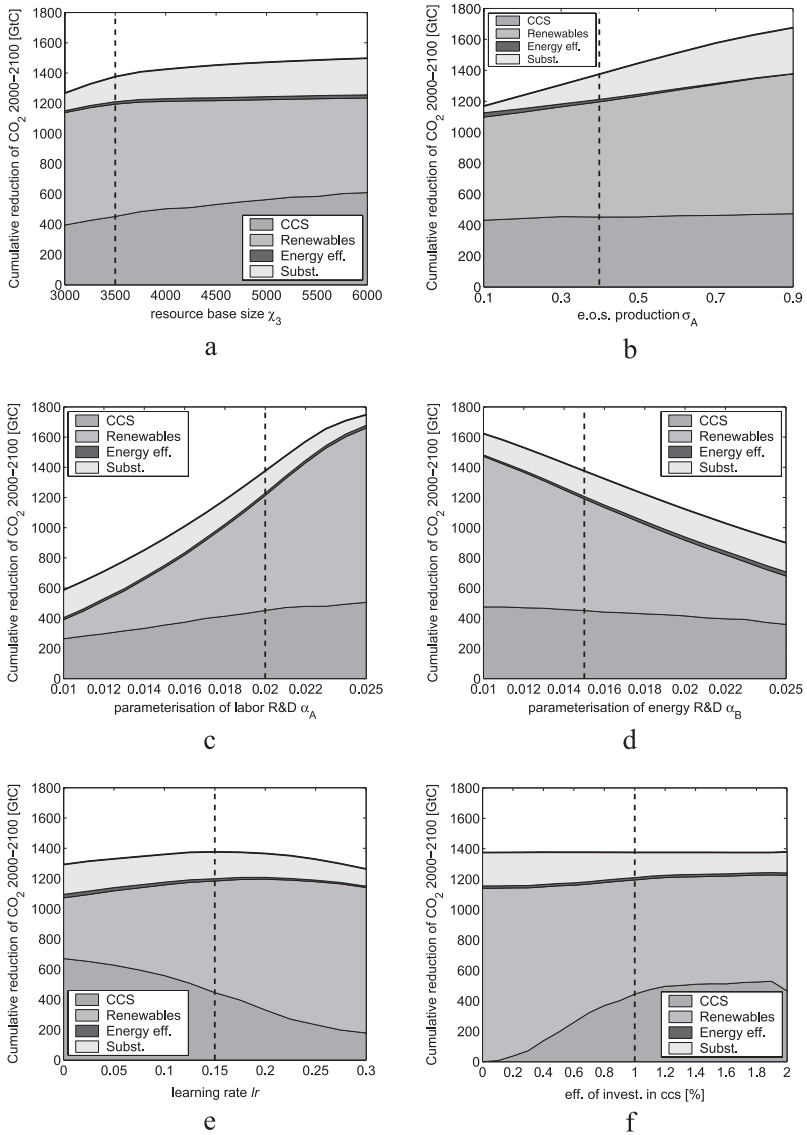 Cumulative reduction of CO2 2000−2100 [GtC]
1800
1600
1400
1200
1000
800
600
400
200
0
CCS
Renewables
Energy eff.
Subst.
3000 3500 4000 4500 5000 5500 6000
resource base size χ3
a
Cumulative reduction of CO2 2000−2100 [GtC]
1800
1600
1400
1200
1000
800
600
400
200
0
CCS
Renewables
Energy eff.
Subst.
0.1 0.3 0.5 0.7 0.9
e.o.s. production σA
b
Cumulative reduction of CO2 2000−2100 [GtC]
1800
1600
1400
1200
1000
800
600
400
200
0
CCS
Renewables
Energy eff.
Subst.
0.01 0.012 0.014 0.016 0.018 0.02 0.022 0.025
parameterisation of labor R&D αA
c
Cumulative reduction of CO2 2000−2100 [GtC]
1800
1600
1400
1200
1000
800
600
400
200
0
CCS
Renewables
Energy eff.
Subst.
0.01 0.012 0.014 0.016 0.018 0.02 0.022 0.025
parameterisation of energy R&D αB
d
Cumulative reduction of CO2 2000−2100 [GtC]
1800
1600
1400
1200
1000
800
600
400
200
0
CCS
Renewables
Energy eff.
Subst.
0 0.05 0.1 0.15 0.2 0.25 0.3
learning rate lr
e
Cumulative reduction of CO2 2000−2100 [GtC]
1800
1600
1400
1200
1000
800
600
400
200
0
CCS
Renewables
Energy eff.
Subst.
0 0.2 0.4 0.6 0.8 1 1.2 1.4 1.6 1.8 2
eff. of invest. in ccs [%]
f